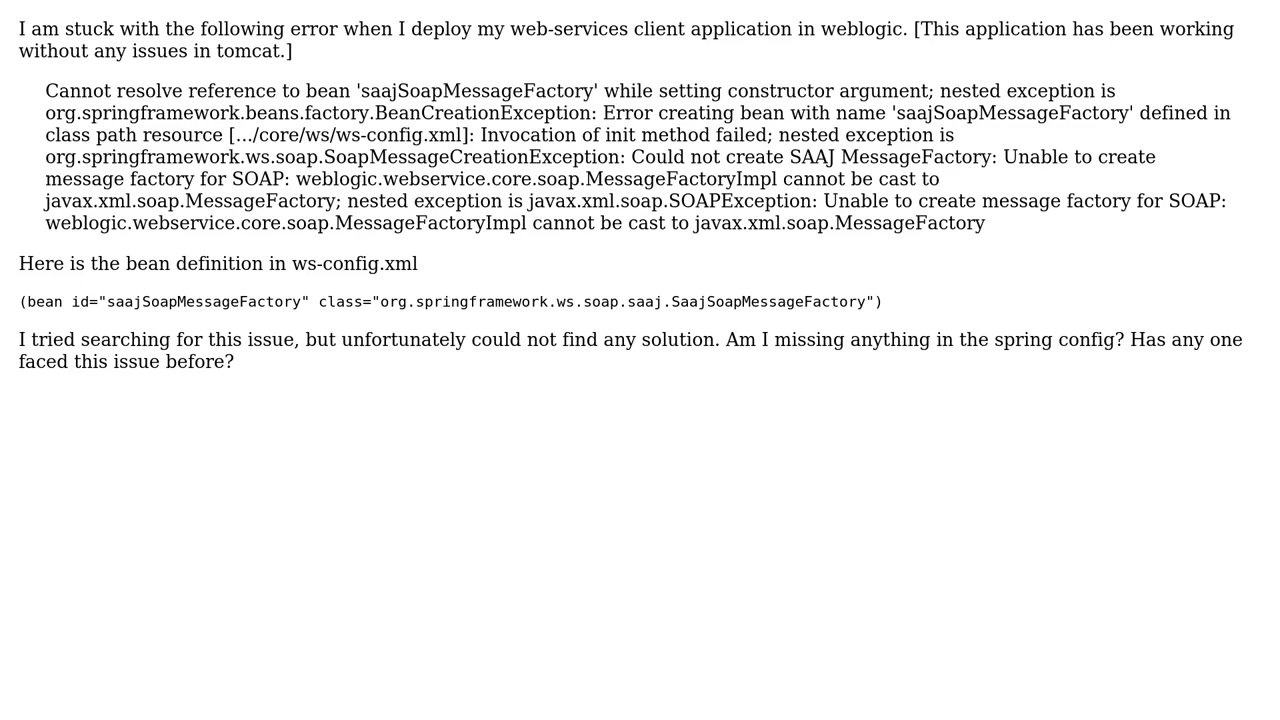 I am stuck with the following error when I deploy my web-services client application in weblogic. [This application has been working
without any issues in tomcat.]
Cannot resolve reference to bean 'saajSoapMessageFactory' while setting constructor argument; nested exception is
org.springframework.beans.factory.BeanCreationException: Error creating bean with name 'saajSoapMessageFactory' defined in
class path resource [.../core/ws/ws-config.xml]: Invocation of init method failed; nested exception is
org.springframework.ws.soap.SoapMessageCreationException: Could not create SAAJ MessageFactory: Unable to create
message factory for SOAP: weblogic.webservice.core.soap.MessageFactoryImpl cannot be cast to
javax.xml.soap.MessageFactory; nested exception is javax.xml.soap.SOAPException: Unable to create message factory for SOAP:
weblogic.webservice.core.soap.MessageFactoryImpl cannot be cast to javax.xml.soap.MessageFactory
Here is the bean definition in ws-config.xml
(bean id="saajSoapMessageFactory" class="org.springframework.ws.soap.saaj.SaajSoapMessageFactory")
I tried searching for this issue, but unfortunately could not find any solution. Am I missing anything in the spring config? Has any one
faced this issue before?